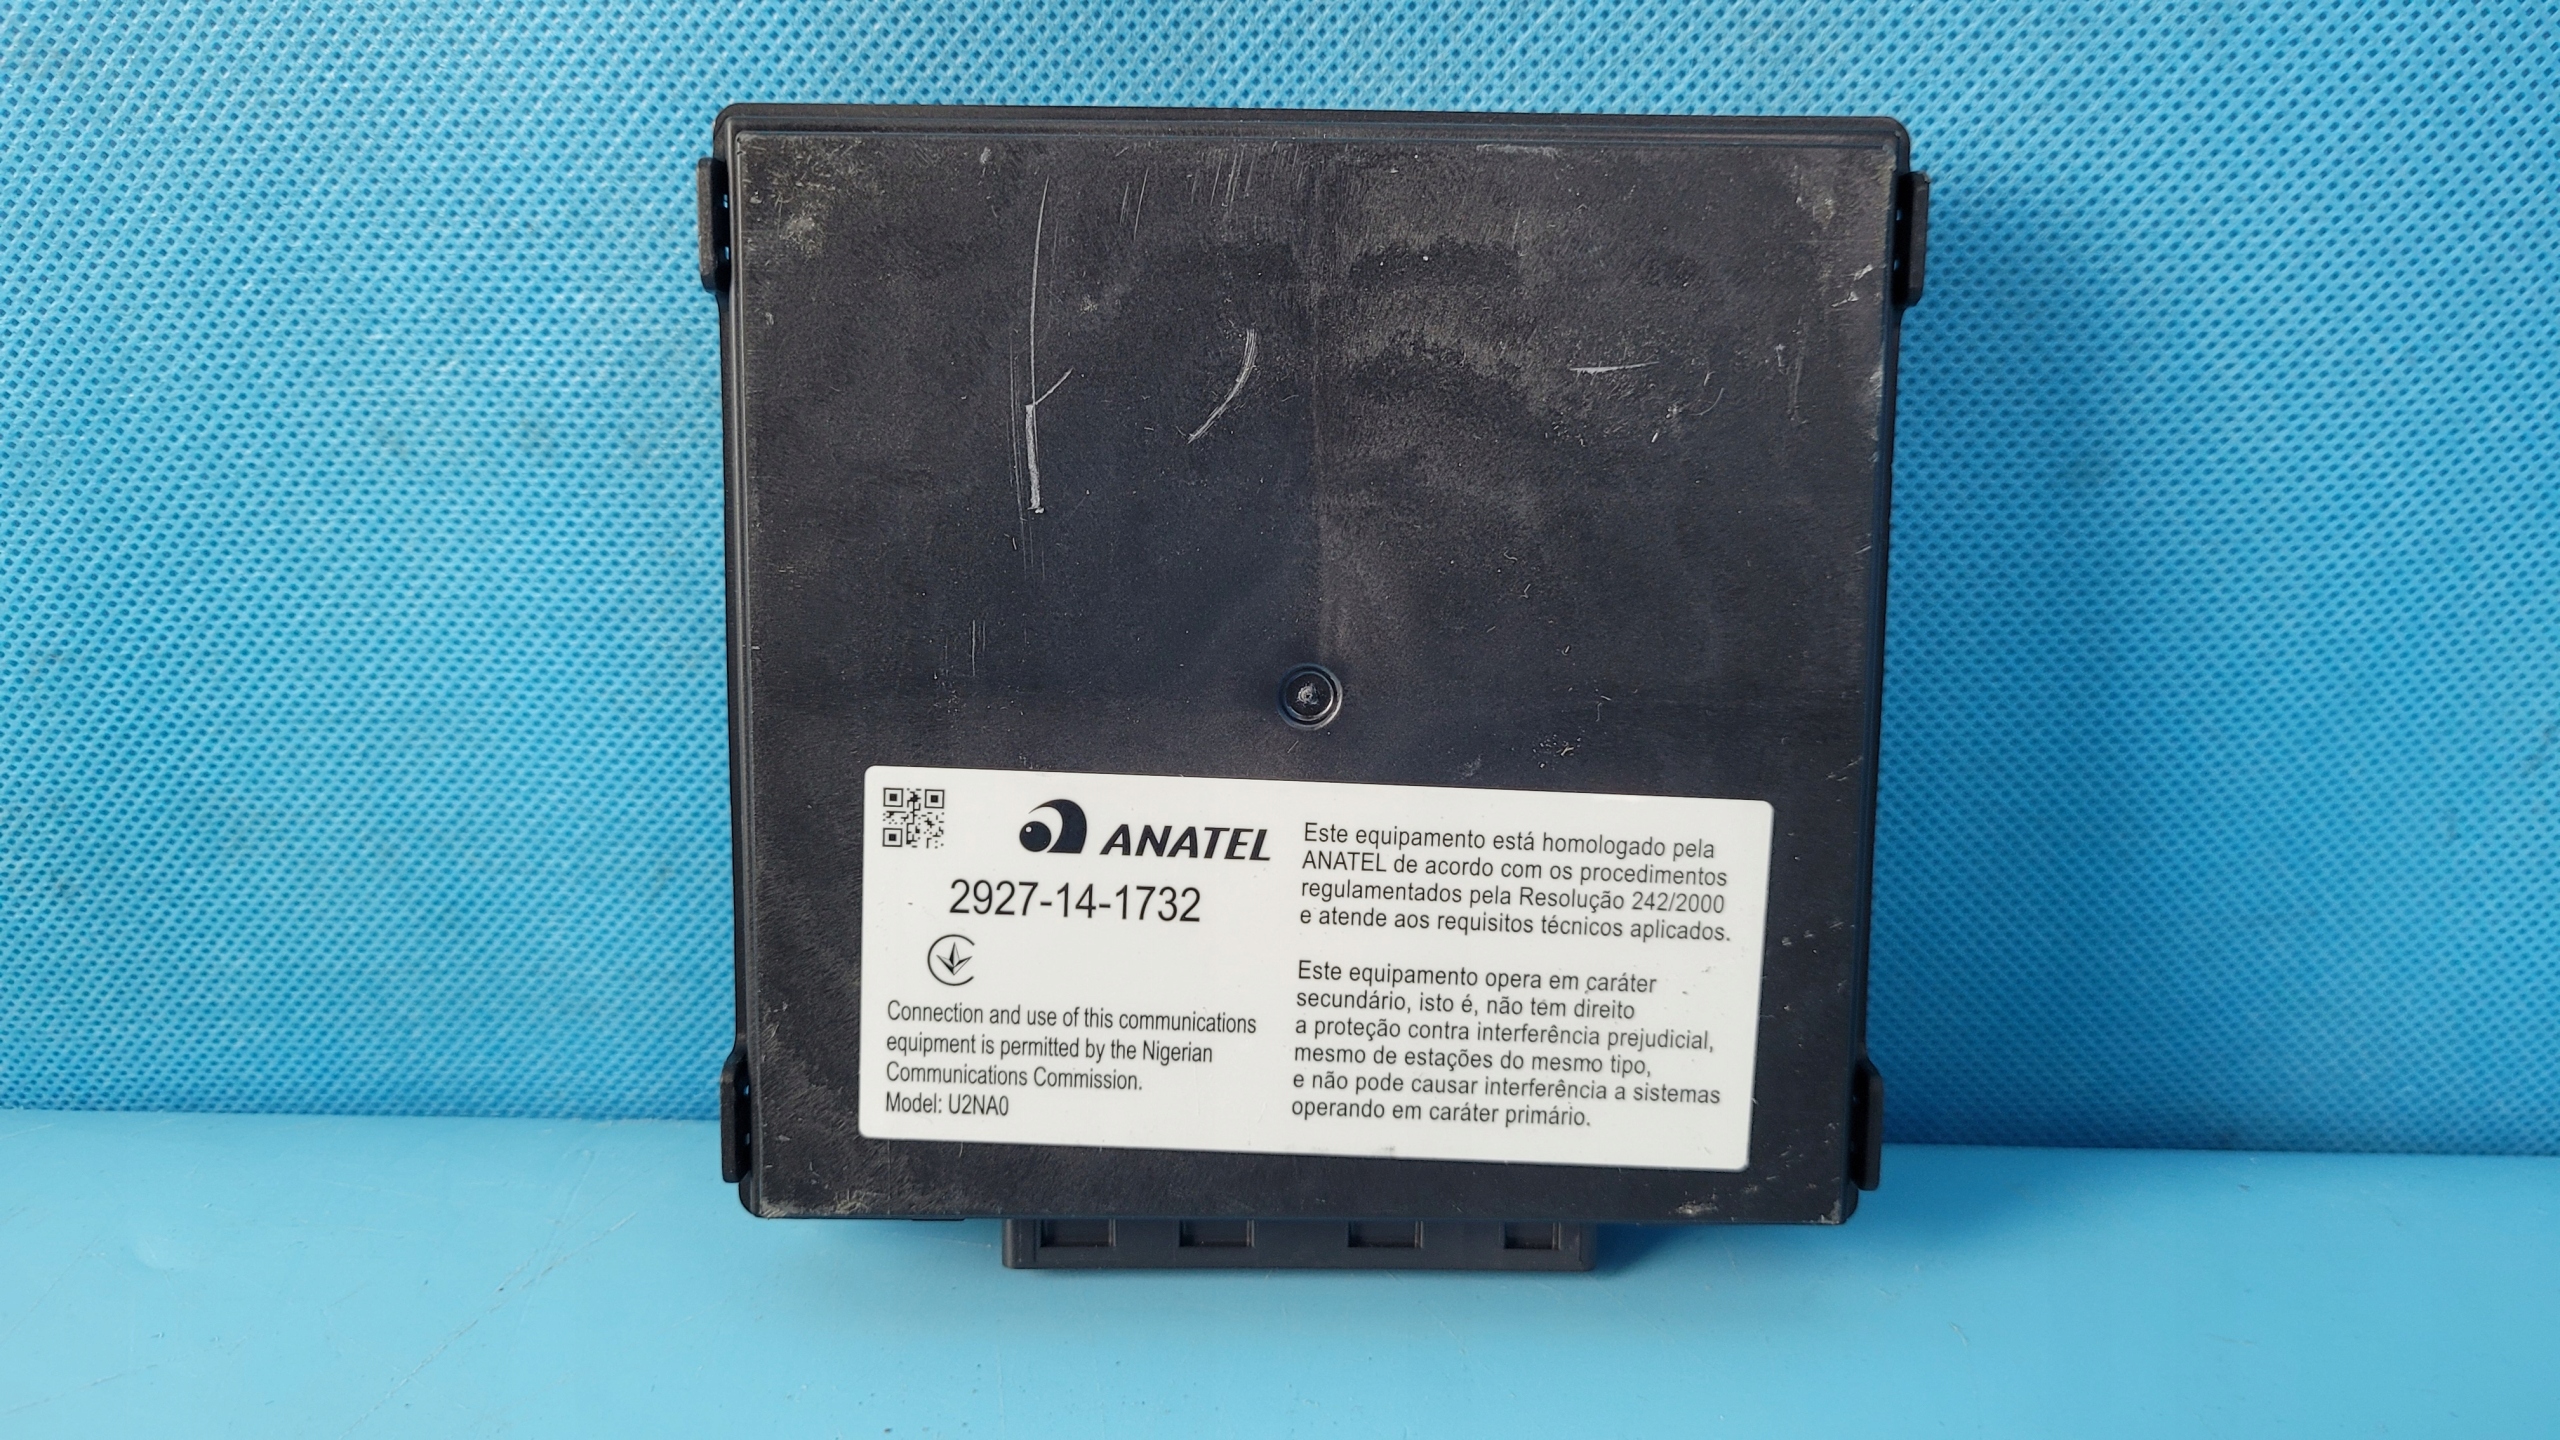 ANATEL
2927-14-1732
Connection and use of this communications
equipment is permitted by the Nigerian
Communications Commission.
Model: U2NA0
Este equipamento está homologado pela
ANATEL de acordo com os procedimentos
regulamentados pela Resolução 242/2000
e atende aos requisitos técnicos aplicados.
Este equipamento opera em caráter
secundário, isto é, não tem direito
a proteção contra interferência prejudicial,
mesmo de estações do mesmo tipo,
e não pode causar interferência a sistemas
operando em caráter primário.